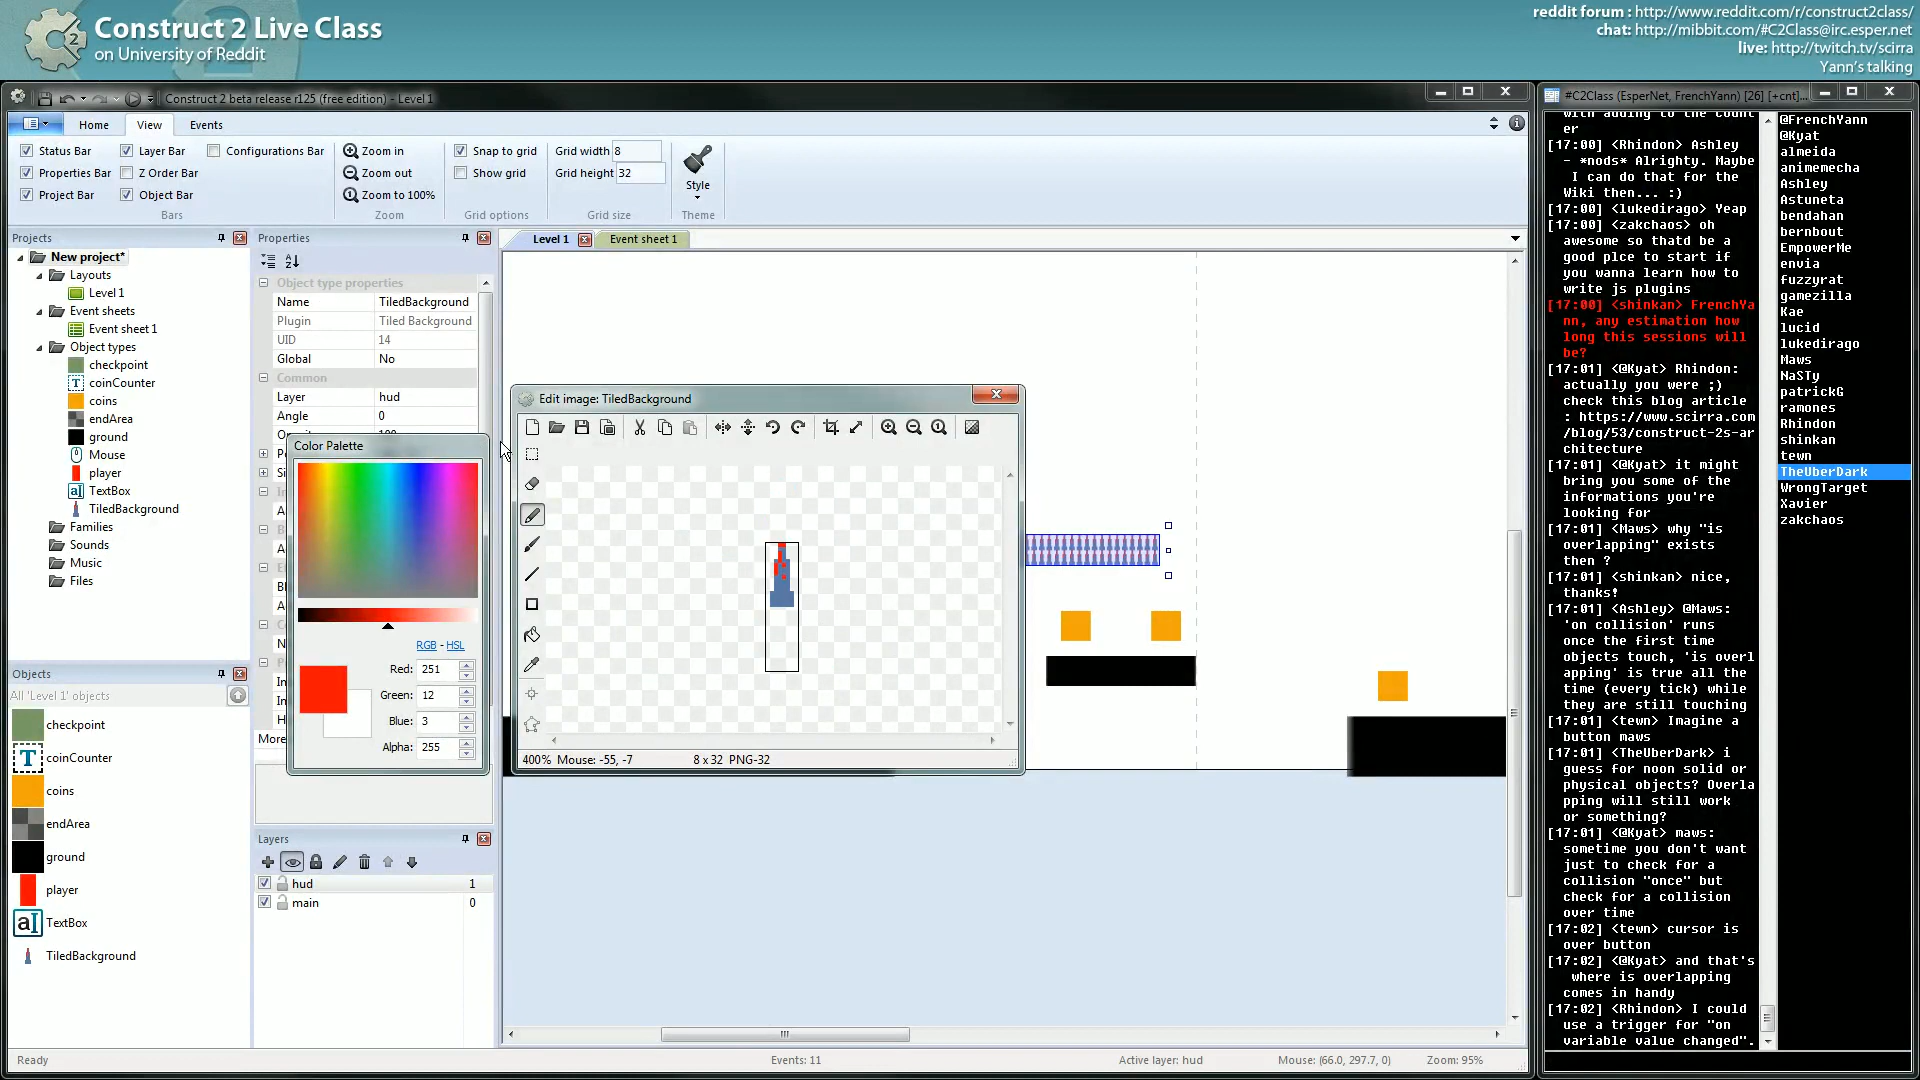 Construct 2 Live Class
on University of Reddit
reddit forum : http://www.reddit.com/r/construct2class/
chat: http://mibbit.com/#C2Class@irc.esper.net
live: http://twitch.tv/scirra
Yann's talking
Construct 2 beta release r125 (free edition) - Level 1
Home View Events
Status Bar Layer Bar Configurations Bar
Properties Bar Z Order Bar
Project Bar Object Bar
Bars
Zoom in
Zoom out
Zoom to 100%
Zoom
Snap to grid
Show grid
Grid options
Grid width 8
Grid height 32
Grid size
Style
Theme
Projects
New project*
Layouts
Level 1
Event sheets
Event sheet 1
Object types
checkpoint
coinCounter
coins
endArea
ground
Mouse
player
TextBox
TiledBackground
Families
Sounds
Music
Files
Properties
Object type properties
Name TiledBackground
Plugin Tiled Background
UID 14
Global No
Common
Layer hud
Angle 0
More
Level 1 Event sheet 1
Color Palette
RGB - HSL
Red: 251
Green: 12
Blue: 3
Alpha: 255
Edit image: TiledBackground
400% Mouse: -55, -7 8 x 32 PNG-32
Objects
All 'Level 1' objects
checkpoint
coinCounter
coins
endArea
ground
player
TextBox
TiledBackground
Layers
hud 1
main 0
Ready Events: 11 Active layer: hud Mouse: (66.0, 297.7, 0) Zoom: 95%
#C2Class (EsperNet, FrenchYann) [26] [+cnt]...
with adding to the count
er
[17:00] <Rhindon> Ashley
- *nods* Alrighty. Maybe
I can do that for the
Wiki then... :)
[17:00] <lukedirago> Yeap
[17:00] <zakchaos> oh
awesome so thatd be a
good plce to start if
you wanna learn how to
write js plugins
[17:00] <shinkan> FrenchYa
nn, any estimation how
long this sessions will
be?
[17:01] <@Kyat> Rhindon:
actually you were ;)
check this blog article
: https://www.scirra.com
/blog/53/construct-2s-ar
chitecture
[17:01] <@Kyat> it might
bring you some of the
informations you're
looking for
[17:01] <Maws> why "is
overlapping" exists
then ?
[17:01] <shinkan> nice,
thanks!
[17:01] <Ashley> @Maws:
'on collision' runs
once the first time
objects touch, 'is overl
apping' is true all the
time (every tick) while
they are still touching
[17:01] <tewn> Imagine a
button maws
[17:01] <TheUberDark> i
guess for noon solid or
physical objects? Overla
pping will still work
or something?
[17:01] <@Kyat> maws:
sometime you don't want
just to check for a
collision "once" but
check for a collision
over time
[17:02] <tewn> cursor is
over button
[17:02] <@Kyat> and that's
where is overlapping
comes in handy
[17:02] <Rhindon> I could
use a trigger for "on
variable value changed".
@FrenchYann
@Kyat
almeida
animemecha
Ashley
Astuneta
bendahan
bernbout
EmpowerMe
envia
fuzzyrat
gamezilla
Kae
lucid
lukedirago
Maws
NaSTy
patrickG
ramones
Rhindon
shinkan
tewn
TheUberDark
WrongTarget
Xavier
zakchaos